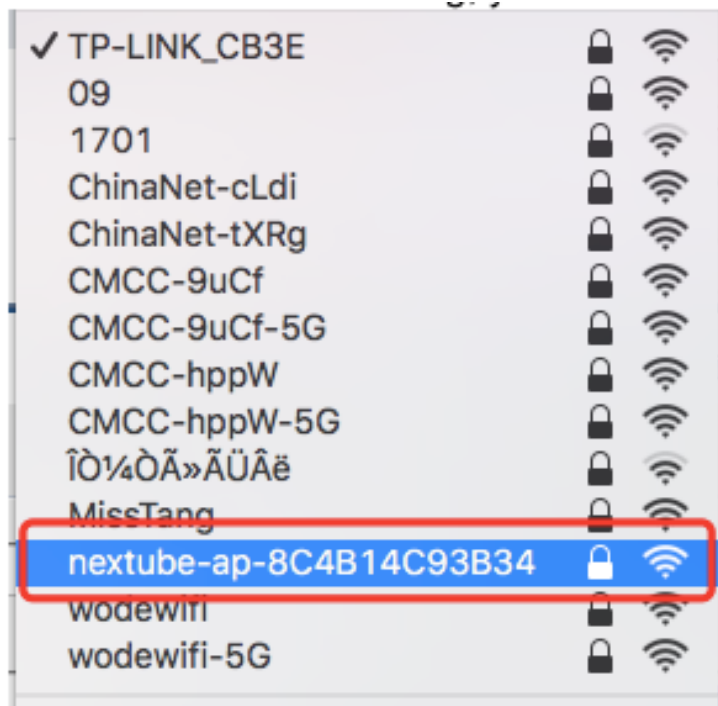 ✓ TP-LINK_CB3E
09
1701
ChinaNet-cLdi
ChinaNet-tXRg
CMCC-9uCf
CMCC-9uCf-5G
CMCC-hppW
CMCC-hppW-5G
ÎÒ¼ÒÃ»ÃÜÂë
MissTang
nextube-ap-8C4B14C93B34
wodewifi
wodewifi-5G